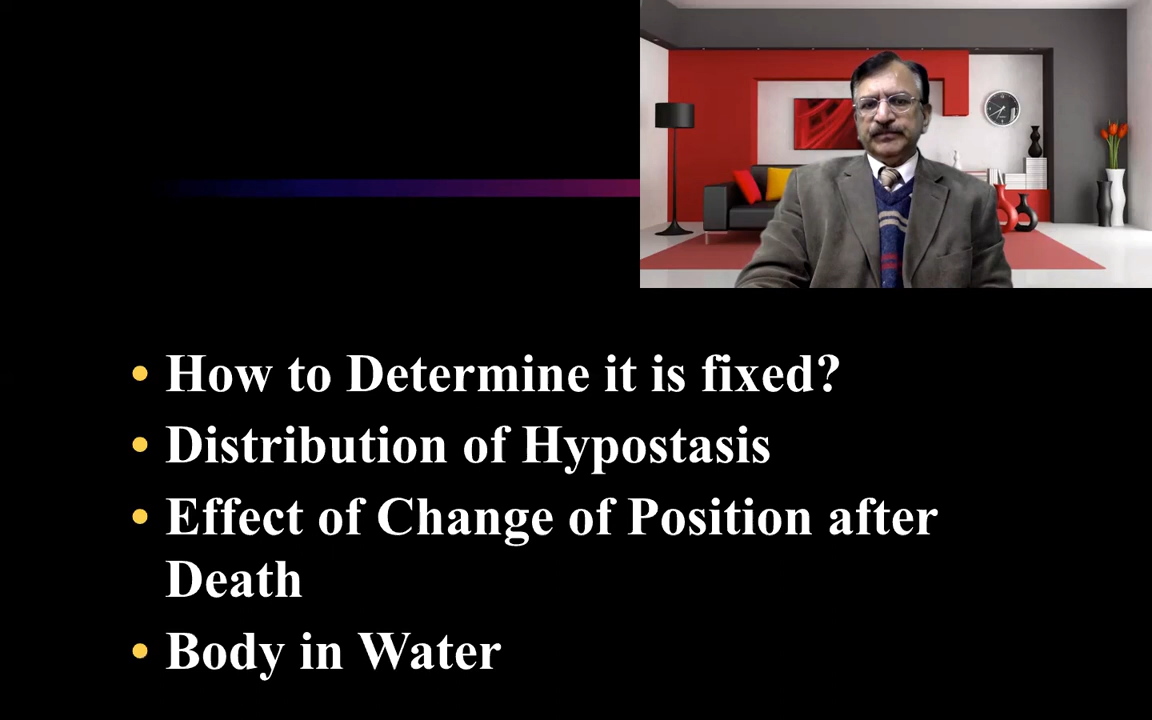 • How to Determine it is fixed?
• Distribution of Hypostasis
• Effect of Change of Position after
Death
• Body in Water